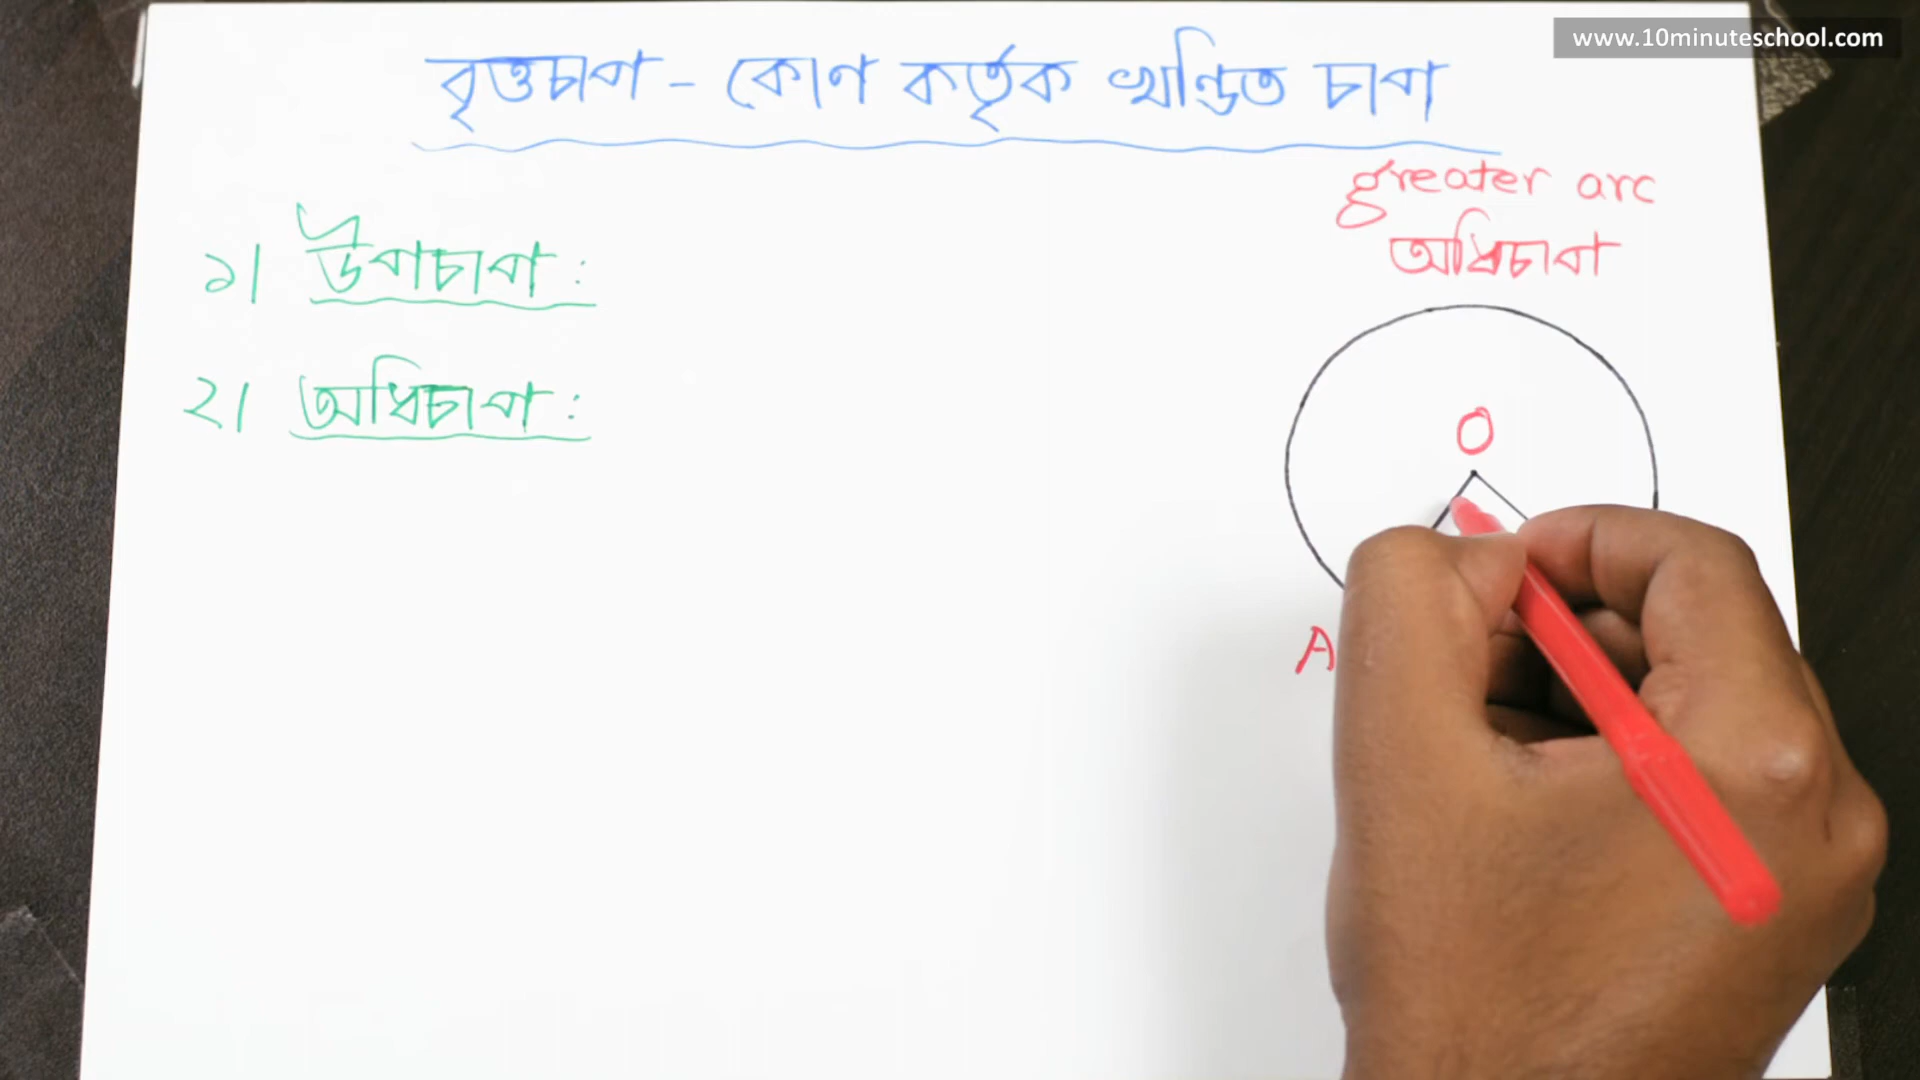 www.10minuteschool.com
বৃত্তচাপ - কোণ কর্তৃক খন্ডিত চাপ
greater arc
অধিচাপ
১। উপচাপ :
২। অধিচাপ :
O
A